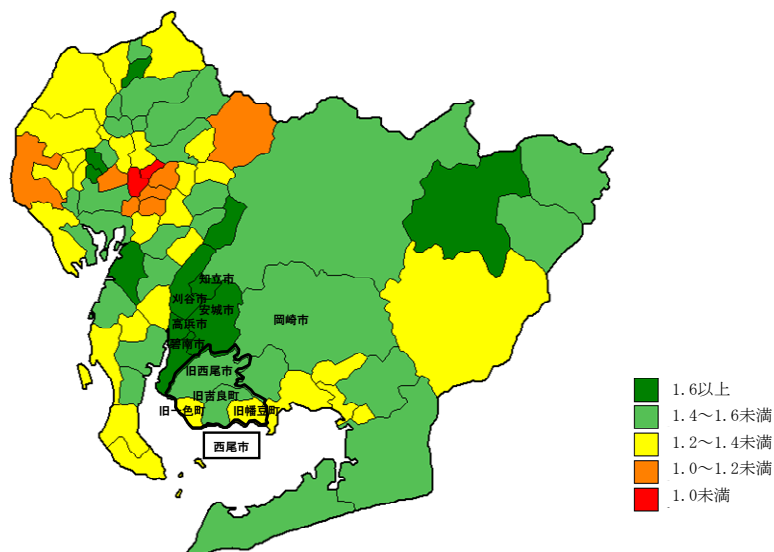 知立市
刈谷市
安城市
高浜市
岡崎市
碧南市
旧西尾市
旧吉良町
旧一色町
旧幡豆町
西尾市
1.6以上
1.4～1.6未満
1.2～1.4未満
1.0～1.2未満
1.0未満